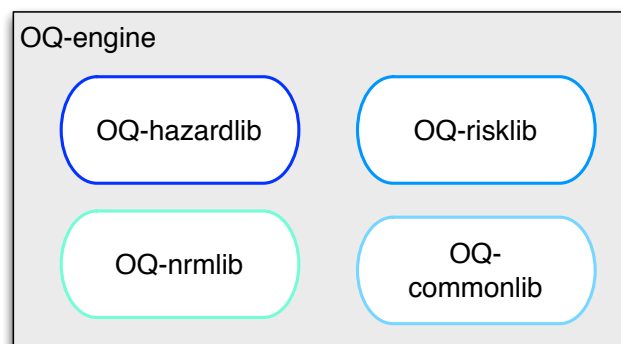 OQ-engine
OQ-hazardlib
OQ-risklib
OQ-nrmlib
OQ-
commonlib